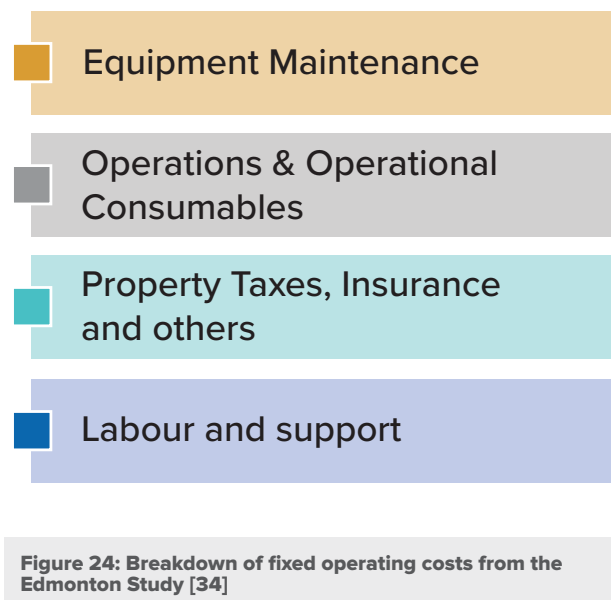 Equipment Maintenance
Operations & Operational
Consumables
Property Taxes, Insurance
and others
Labour and support
Figure 24: Breakdown of fixed operating costs from the
Edmonton Study [34]